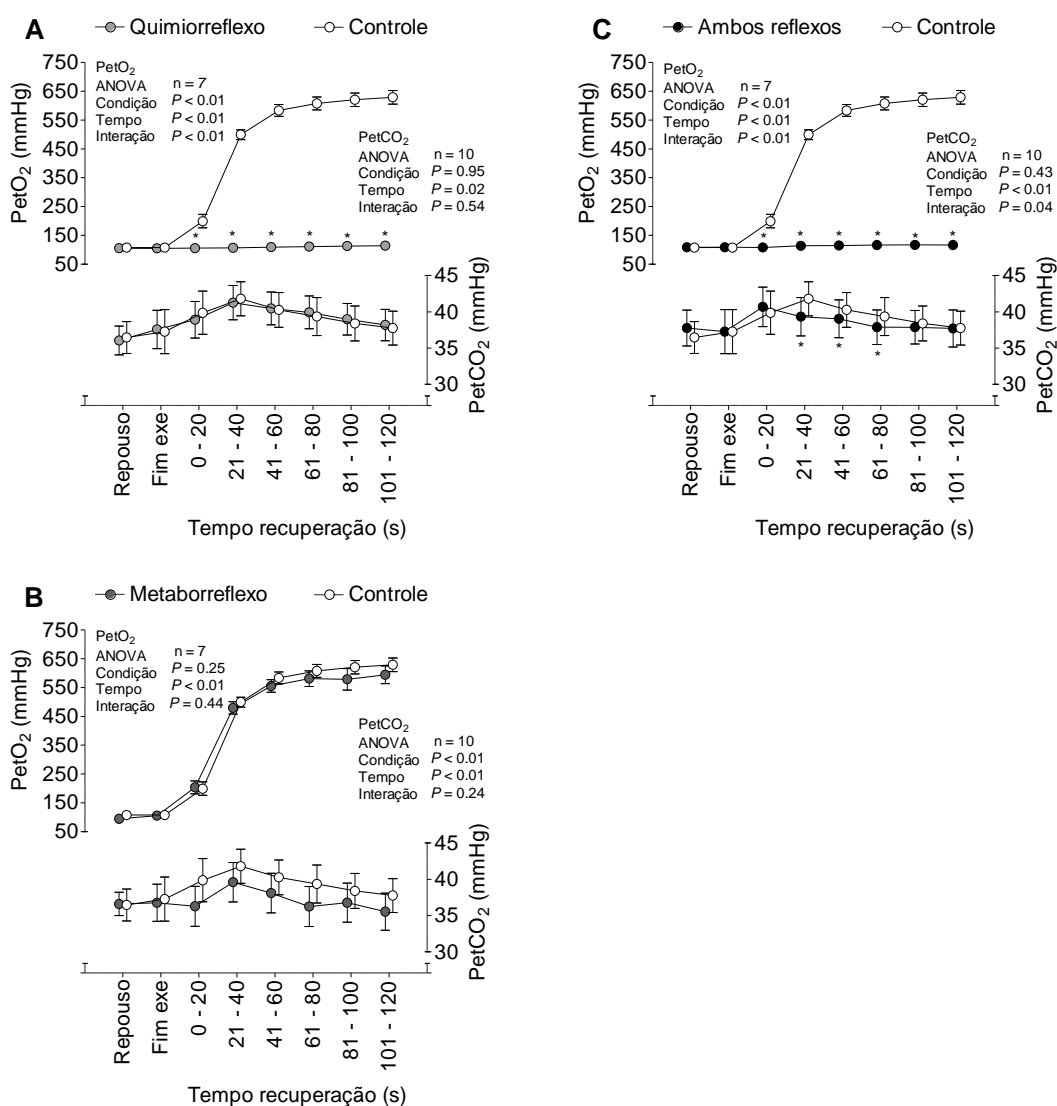 A
Quimiorreflexo
Controle
PetO₂ (mmHg)
750
650
550
450
350
250
150
50
PetO₂
ANOVA n = 7
Condição P < 0.01
Tempo P < 0.01
Interação P < 0.01
PetCO₂
ANOVA n = 10
Condição P = 0.95
Tempo P = 0.02
Interação P = 0.54
* * * * * *
45
40
35
30
PetCO₂ (mmHg)
Repouso
Fim exe
0 - 20
21 - 40
41 - 60
61 - 80
81 - 100
101 - 120
Tempo recuperação (s)
C
Ambos reflexos
Controle
PetO₂ (mmHg)
750
650
550
450
350
250
150
50
PetO₂
ANOVA n = 7
Condição P < 0.01
Tempo P < 0.01
Interação P < 0.01
PetCO₂
ANOVA n = 10
Condição P = 0.43
Tempo P < 0.01
Interação P = 0.04
* * * * * *
45
40
35
30
PetCO₂ (mmHg)
* * *
Repouso
Fim exe
0 - 20
21 - 40
41 - 60
61 - 80
81 - 100
101 - 120
Tempo recuperação (s)
B
Metaborreflexo
Controle
PetO₂ (mmHg)
750
650
550
450
350
250
150
50
PetO₂
ANOVA n = 7
Condição P = 0.25
Tempo P < 0.01
Interação P = 0.44
PetCO₂
ANOVA n = 10
Condição P < 0.01
Tempo P < 0.01
Interação P = 0.24
45
40
35
30
PetCO₂ (mmHg)
Repouso
Fim exe
0 - 20
21 - 40
41 - 60
61 - 80
81 - 100
101 - 120
Tempo recuperação (s)